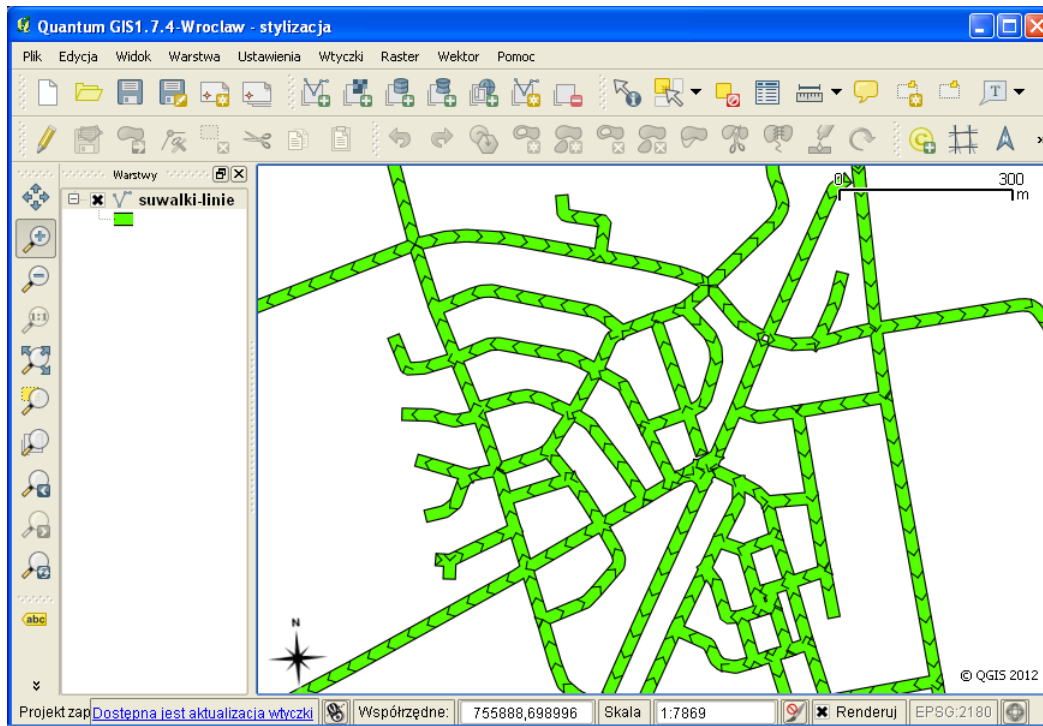 Quantum GIS1.7.4-Wroclaw - stylizacja
Plik Edycja Widok Warstwa Ustawienia Wtyczki Raster Wektor Pomoc
T
C
»
Warstwy
suwalki-linie
1:1
abc
0 300
m
N
© QGIS 2012
Projekt zap Dostępna jest aktualizacja wtyczki Współrzędne: 755888,698996 Skala 1:7869 Renderuj EPSG:2180